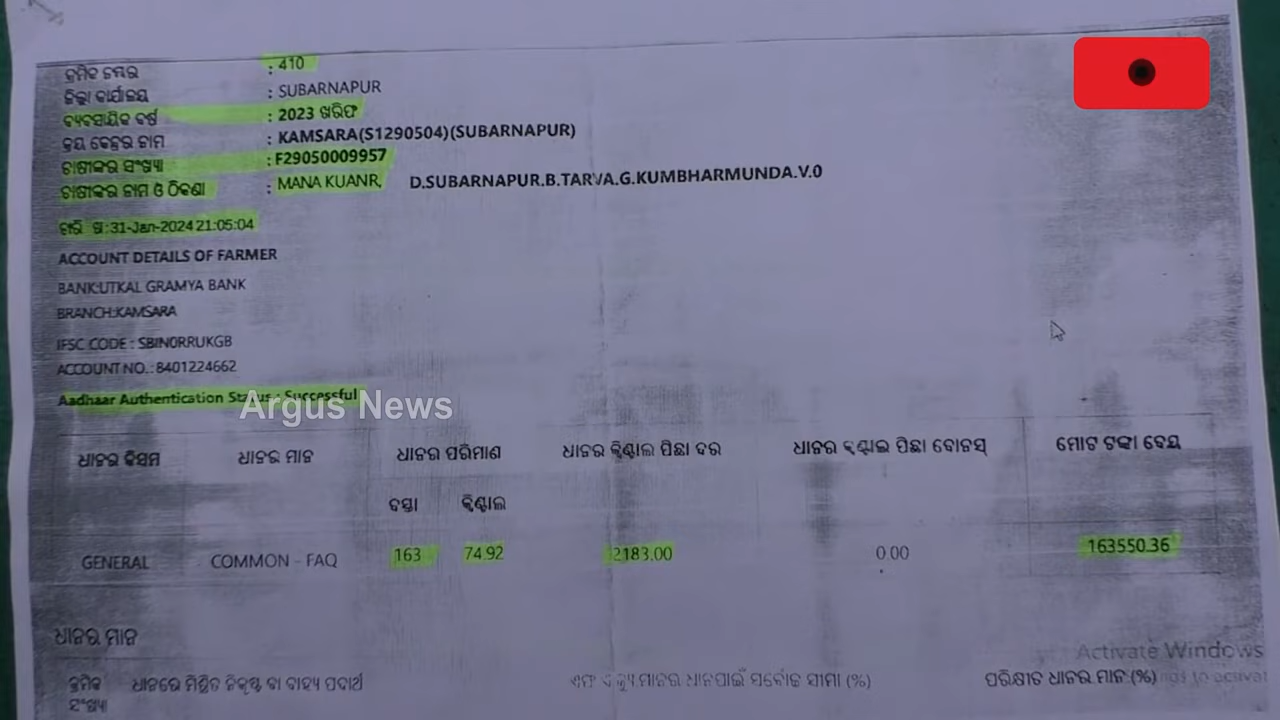 କ୍ରମିକ ନମ୍ବର : 410
ଜିଲ୍ଲା କାର୍ଯାଳୟ : SUBARNAPUR
ବ୍ୟବସାୟିକ ବର୍ଷ : 2023 ଖରିଫ
କ୍ରୟ କେନ୍ଦ୍ରର ନାମ : KAMSARA(S1290504)(SUBARNAPUR)
ଚାଷୀଙ୍କର ସଂଖ୍ୟା : F29050009957
ଚାଷୀଙ୍କର ନାମ ଓ ଠିକଣା : MANA KUANR, D.SUBARNAPUR.B.TARVA.G.KUMBHARMUNDA.V.0
ତାରିଖ :31-Jan-2024 21:05:04
ACCOUNT DETAILS OF FARMER
BANK:UTKAL GRAMYA BANK
BRANCH:KAMSARA
IFSC CODE : SBIN0RRUKGB
ACCOUNT NO.: 8401224662
Aadhaar Authentication Status : Successful
Argus News
ଧାନର କିସମ ଧାନର ମାନ ଧାନର ପରିମାଣ ଧାନର କ୍ୱିଣ୍ଟାଲ ପିଛା ଦର ଧାନର କ୍ୱିଣ୍ଟାଲ ପିଛା ବୋନସ୍ ମୋଟ ଟଙ୍କା ଦେୟ
ବସ୍ତା କ୍ୱିଣ୍ଟାଲ
GENERAL COMMON - FAQ 163 74.92 2183.00 0.00 163550.36
ଧାନର ମାନ
Activate Windows
କ୍ରମିକ ଧାନରେ ମିଶ୍ରିତ ନିକୃଷ୍ଟ ବା ବାହ୍ୟ ପଦାର୍ଥ ଏଫ ଏ କ୍ୟୁ ମାନର ଧାନପାଇଁ ସର୍ବୋଚ୍ଚ ସୀମା (%) ପରିକ୍ଷୀତ ଧାନର ମାନ (%)
ସଂଖ୍ୟା